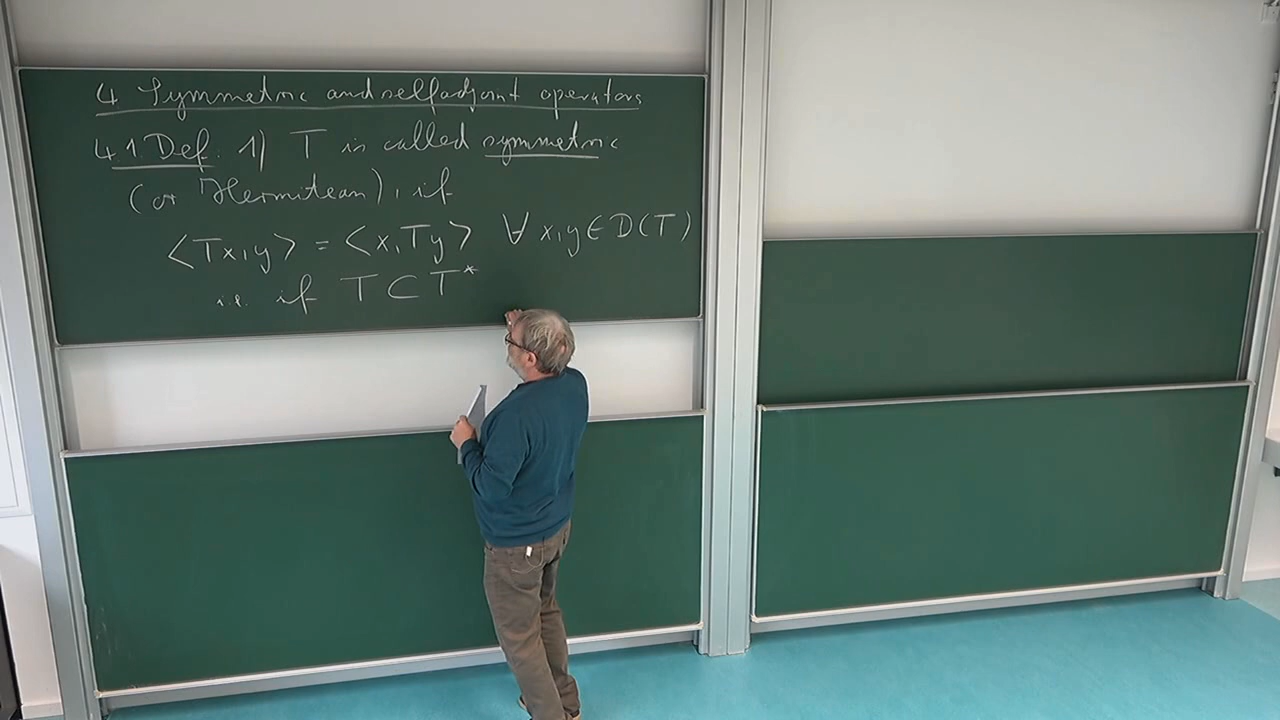 4 Symmetric and selfadjoint operators
4.1 Def. 1) T is called symmetric
(or Hermitean), if
⟨Tx,y⟩ = ⟨x,Ty⟩ ∀ x,y ∈ D(T)
i.e. if T ⊂ T*